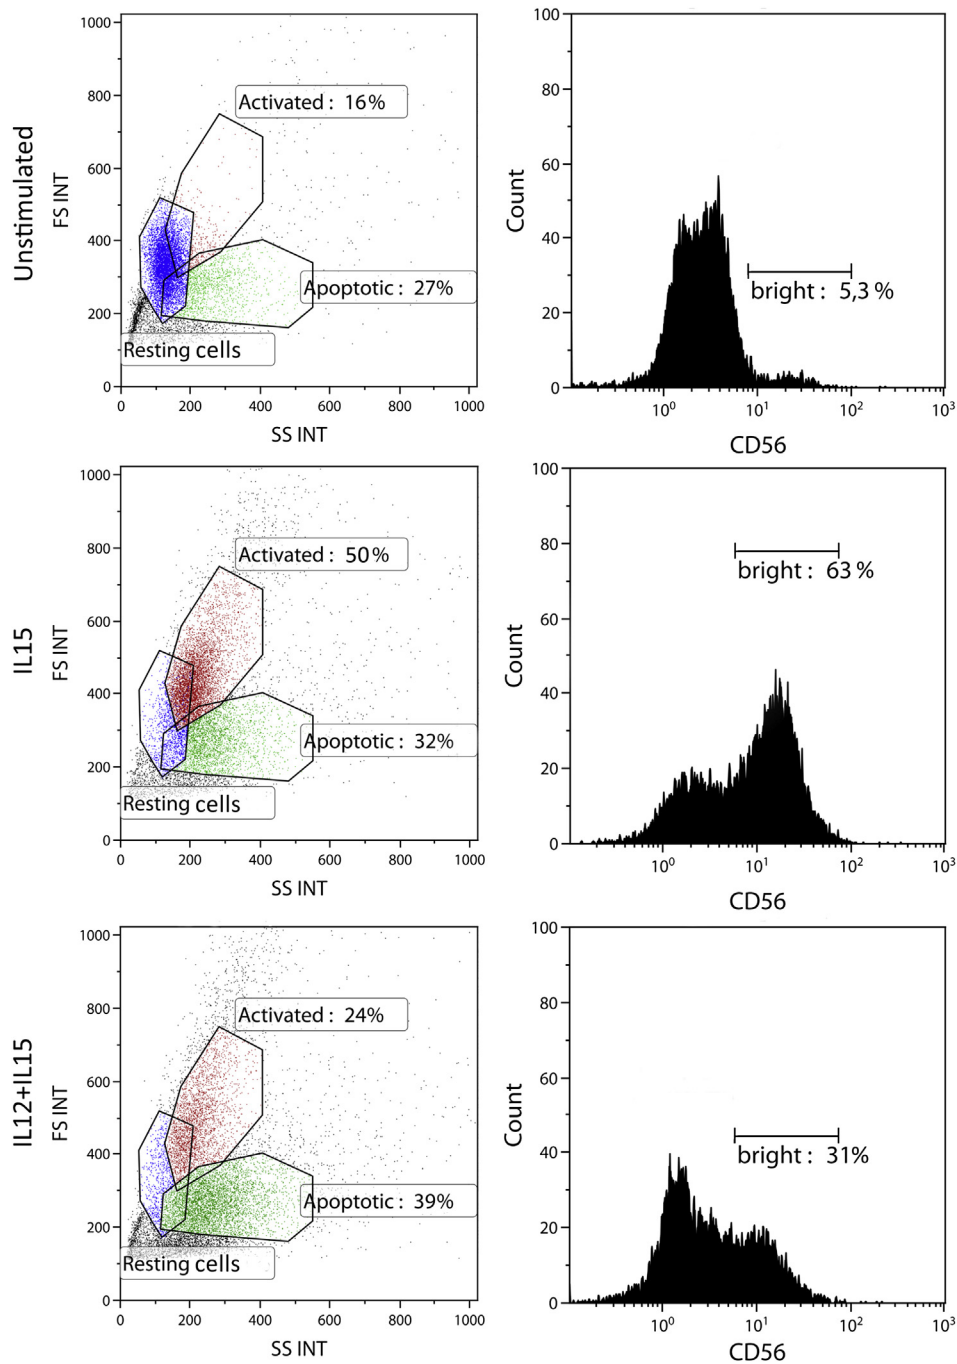 Unstimulated
FS INT
1000
800
600
400
200
0
Activated : 16%
Apoptotic : 27%
Resting cells
0 200 400 600 800 1000
SS INT
Count
100
80
60
40
20
0
bright : 5,3 %
10⁰ 10¹ 10² 10³
CD56
IL15
FS INT
1000
800
600
400
200
0
Activated : 50%
Apoptotic : 32%
Resting cells
0 200 400 600 800 1000
SS INT
Count
100
80
60
40
20
0
bright : 63 %
10⁰ 10¹ 10² 10³
CD56
IL12+IL15
FS INT
1000
800
600
400
200
0
Activated : 24%
Apoptotic : 39%
Resting cells
0 200 400 600 800 1000
SS INT
Count
100
80
60
40
20
0
bright : 31%
10⁰ 10¹ 10² 10³
CD56